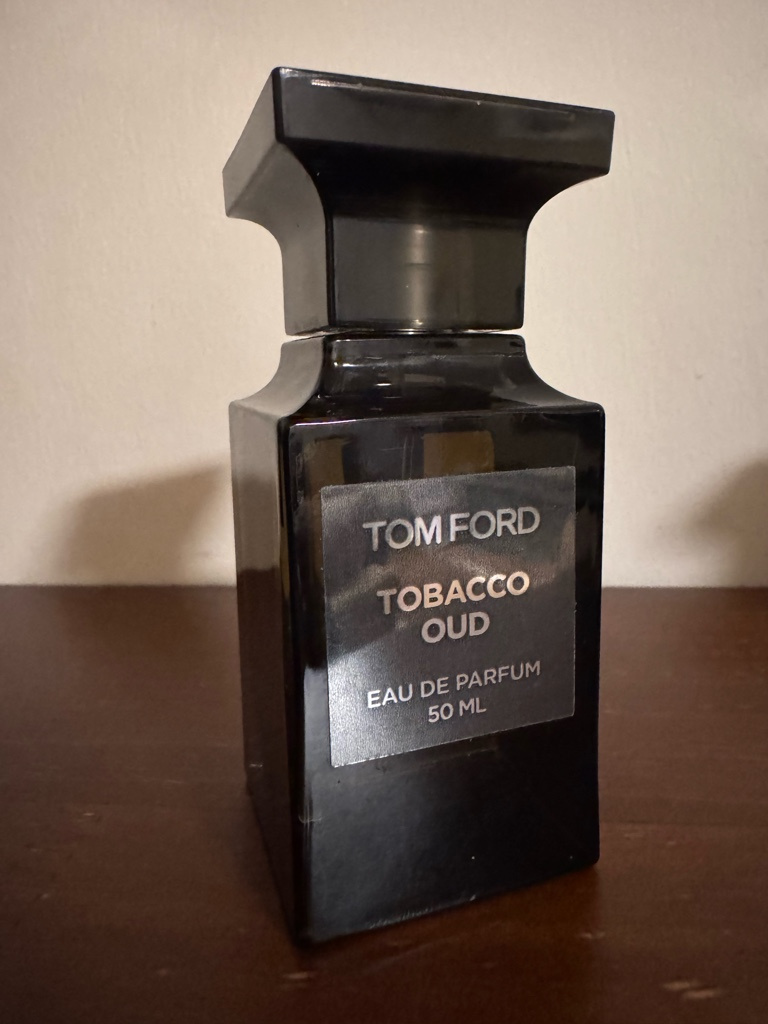 TOM FORD
TOBACCO
OUD
EAU DE PARFUM
50 ML